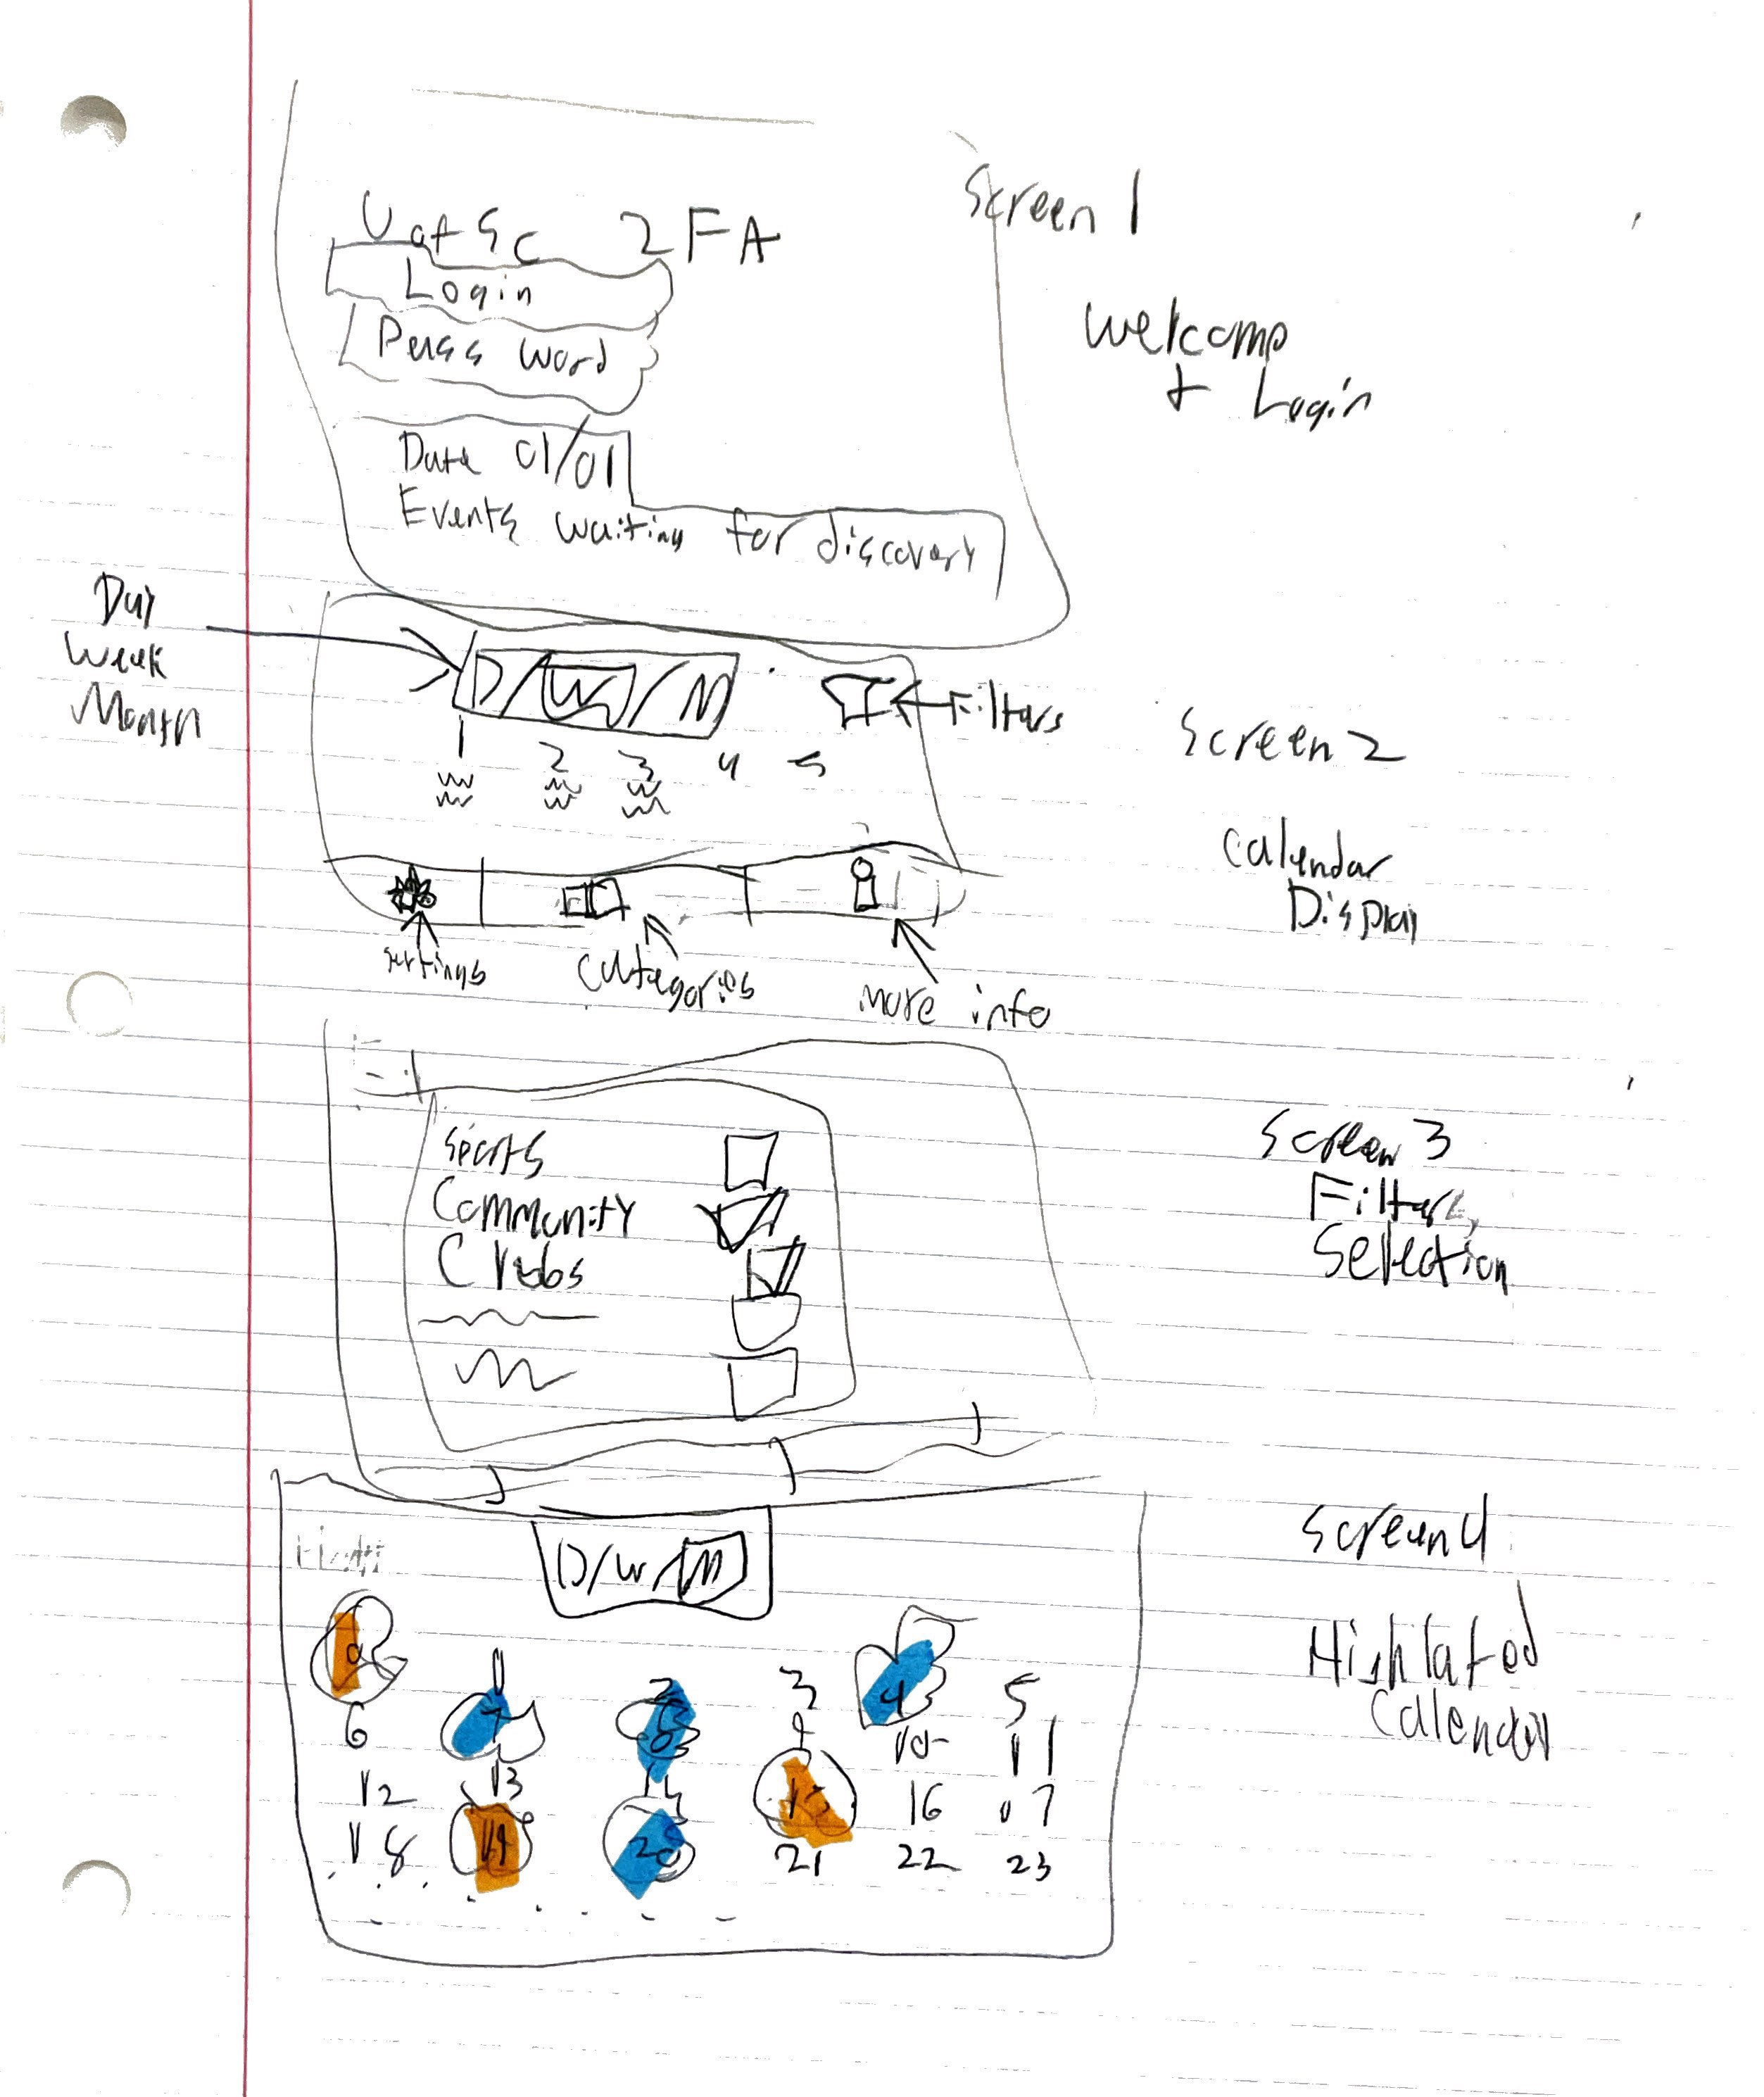 Screen 1
U of SC 2FA
Login
Pass word
Welcome
+ Login
Date 01/01
Events waiting for discovery
Day
Week
Month
D/W/M
Filters
Screen 2
1 2 3 4 5
Calendar
Display
settings
categories
more info
Screen 3
Filters,
Selection
Sports
Community
Clubs
Screen 4
D/W/M
Highlated
Calendar
1 2 3 4 5
6 7 8 9 10 11
12 13 14 15 16 17
18 19 20 21 22 23